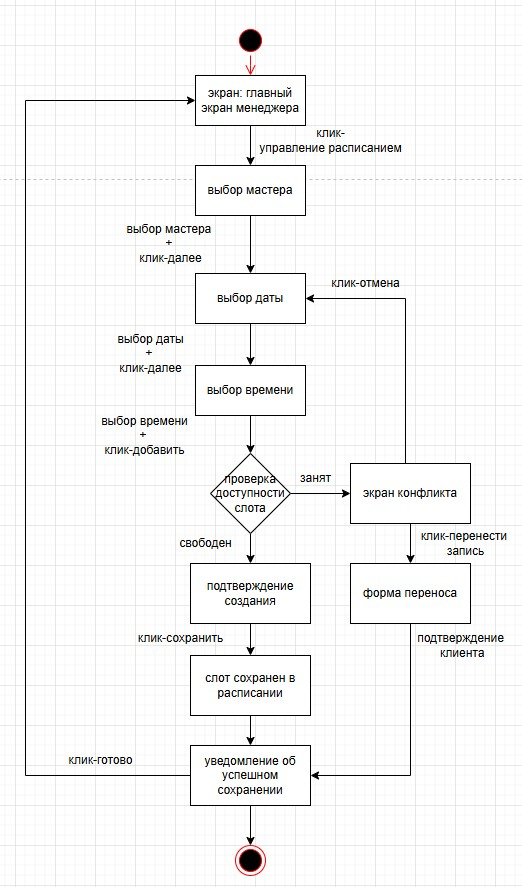 экран: главный
экран менеджера
клик-
управление расписанием
выбор мастера
выбор мастера
+
клик-далее
клик-отмена
выбор даты
выбор даты
+
клик-далее
выбор времени
выбор времени
+
клик-добавить
проверка
доступности
слота
занят
экран конфликта
свободен
клик-перенести
запись
подтверждение
создания
форма переноса
клик-сохранить
подтверждение
клиента
слот сохранен в
расписании
клик-готово
уведомление об
успешном
сохранении